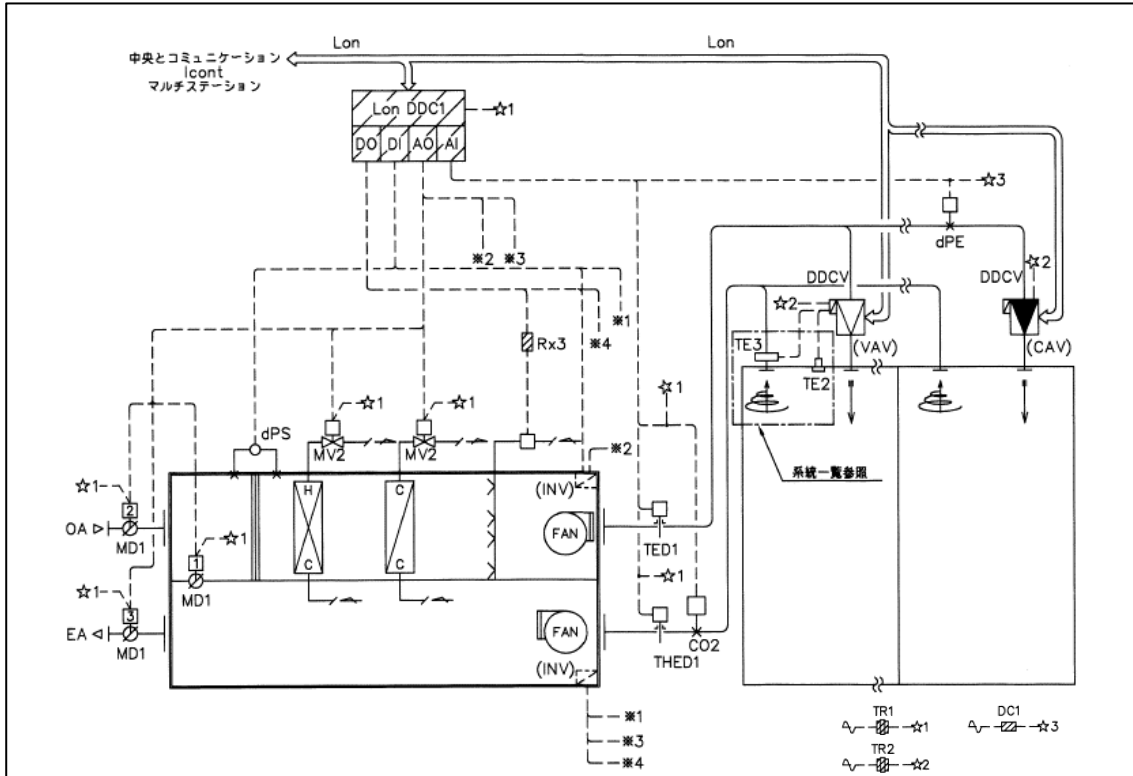 Lon
Lon
中央とコミュニケーション
Icont
マルチステーション
Lon DDC1
☆1
DO DI AO AI
☆3
※2
※3
dPE
DDCV
DDCV
☆2
☆2
※1
※4
Rx3
(VAV)
(CAV)
TE3
TE2
☆1
☆1
☆1
dPS
MV2
MV2
※2
系統一覧参照
☆1
2
OA
MD1
☆1
1
MD1
H
C
C
C
(INV)
FAN
TED1
☆1
☆1
3
EA
MD1
FAN
(INV)
THED1
CO2
※1
※3
※4
TR1
☆1
DC1
☆3
TR2
☆2